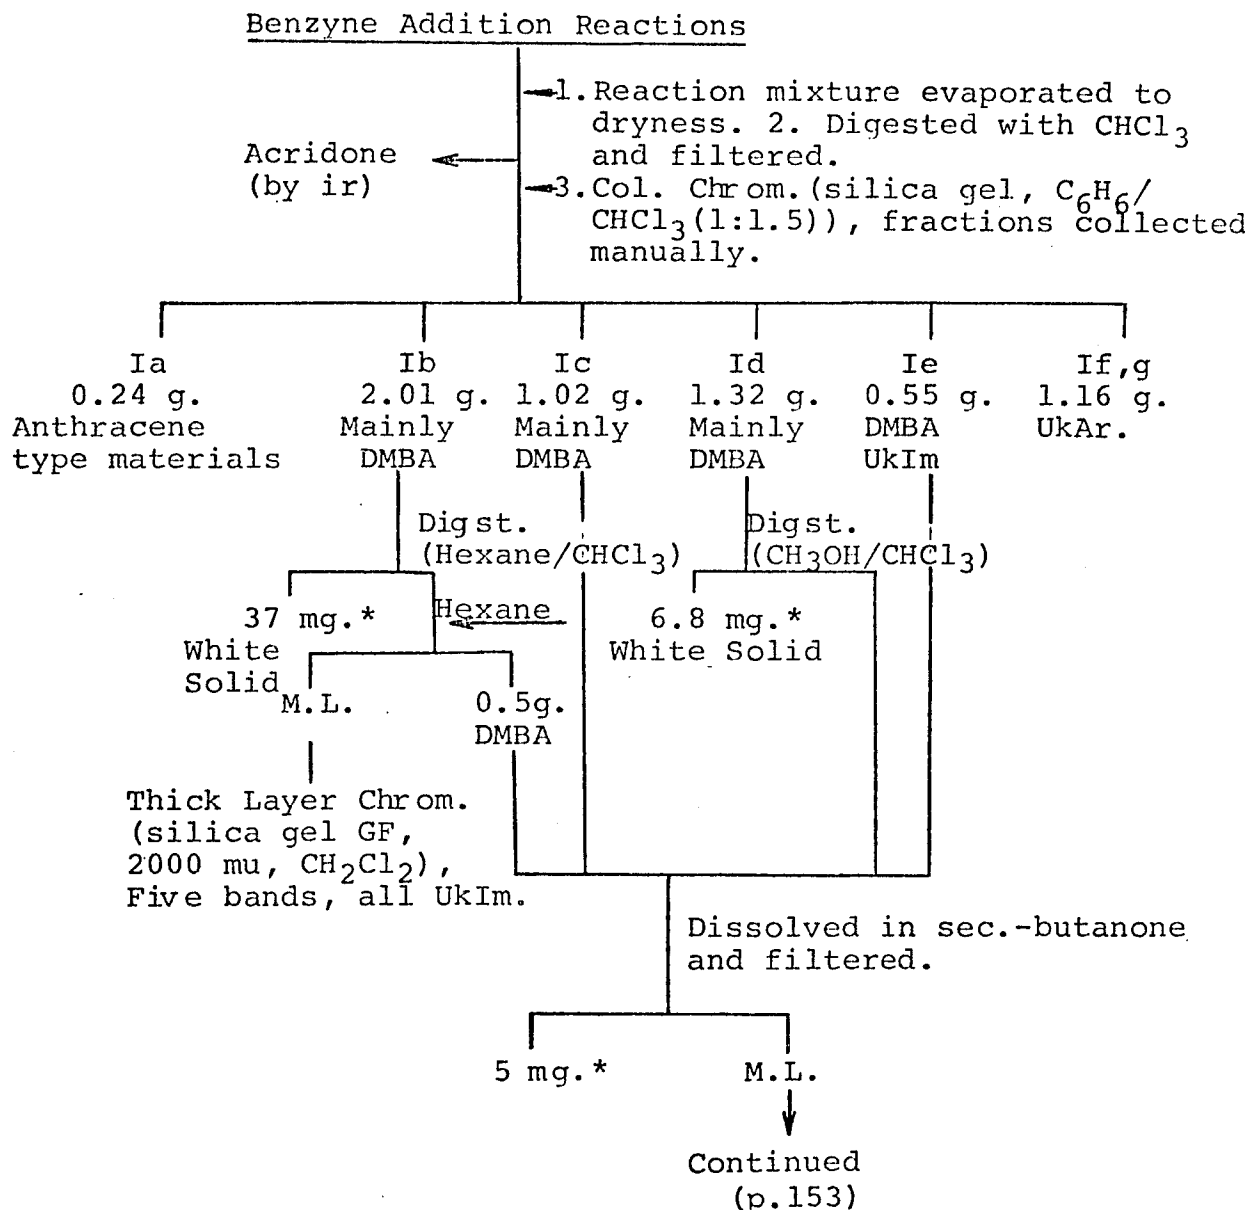 Benzyne Addition Reactions
1. Reaction mixture evaporated to
dryness. 2. Digested with CHCl3
and filtered.
Acridone
(by ir)
3. Col. Chrom. (silica gel, C6H6/
CHCl3(1:1.5)), fractions collected
manually.
Ia
0.24 g.
Anthracene
type materials
Ib
2.01 g.
Mainly
DMBA
Ic
1.02 g.
Mainly
DMBA
Id
1.32 g.
Mainly
DMBA
Ie
0.55 g.
DMBA
UkIm
If,g
1.16 g.
UkAr.
Digst.
(Hexane/CHCl3)
Digst.
(CH3OH/CHCl3)
37 mg.*
White
Solid
Hexane
6.8 mg.*
White Solid
M.L.
0.5g.
DMBA
Thick Layer Chrom.
(silica gel GF,
2000 mu, CH2Cl2),
Five bands, all UkIm.
Dissolved in sec.-butanone
and filtered.
5 mg.*
M.L.
Continued
(p.153)